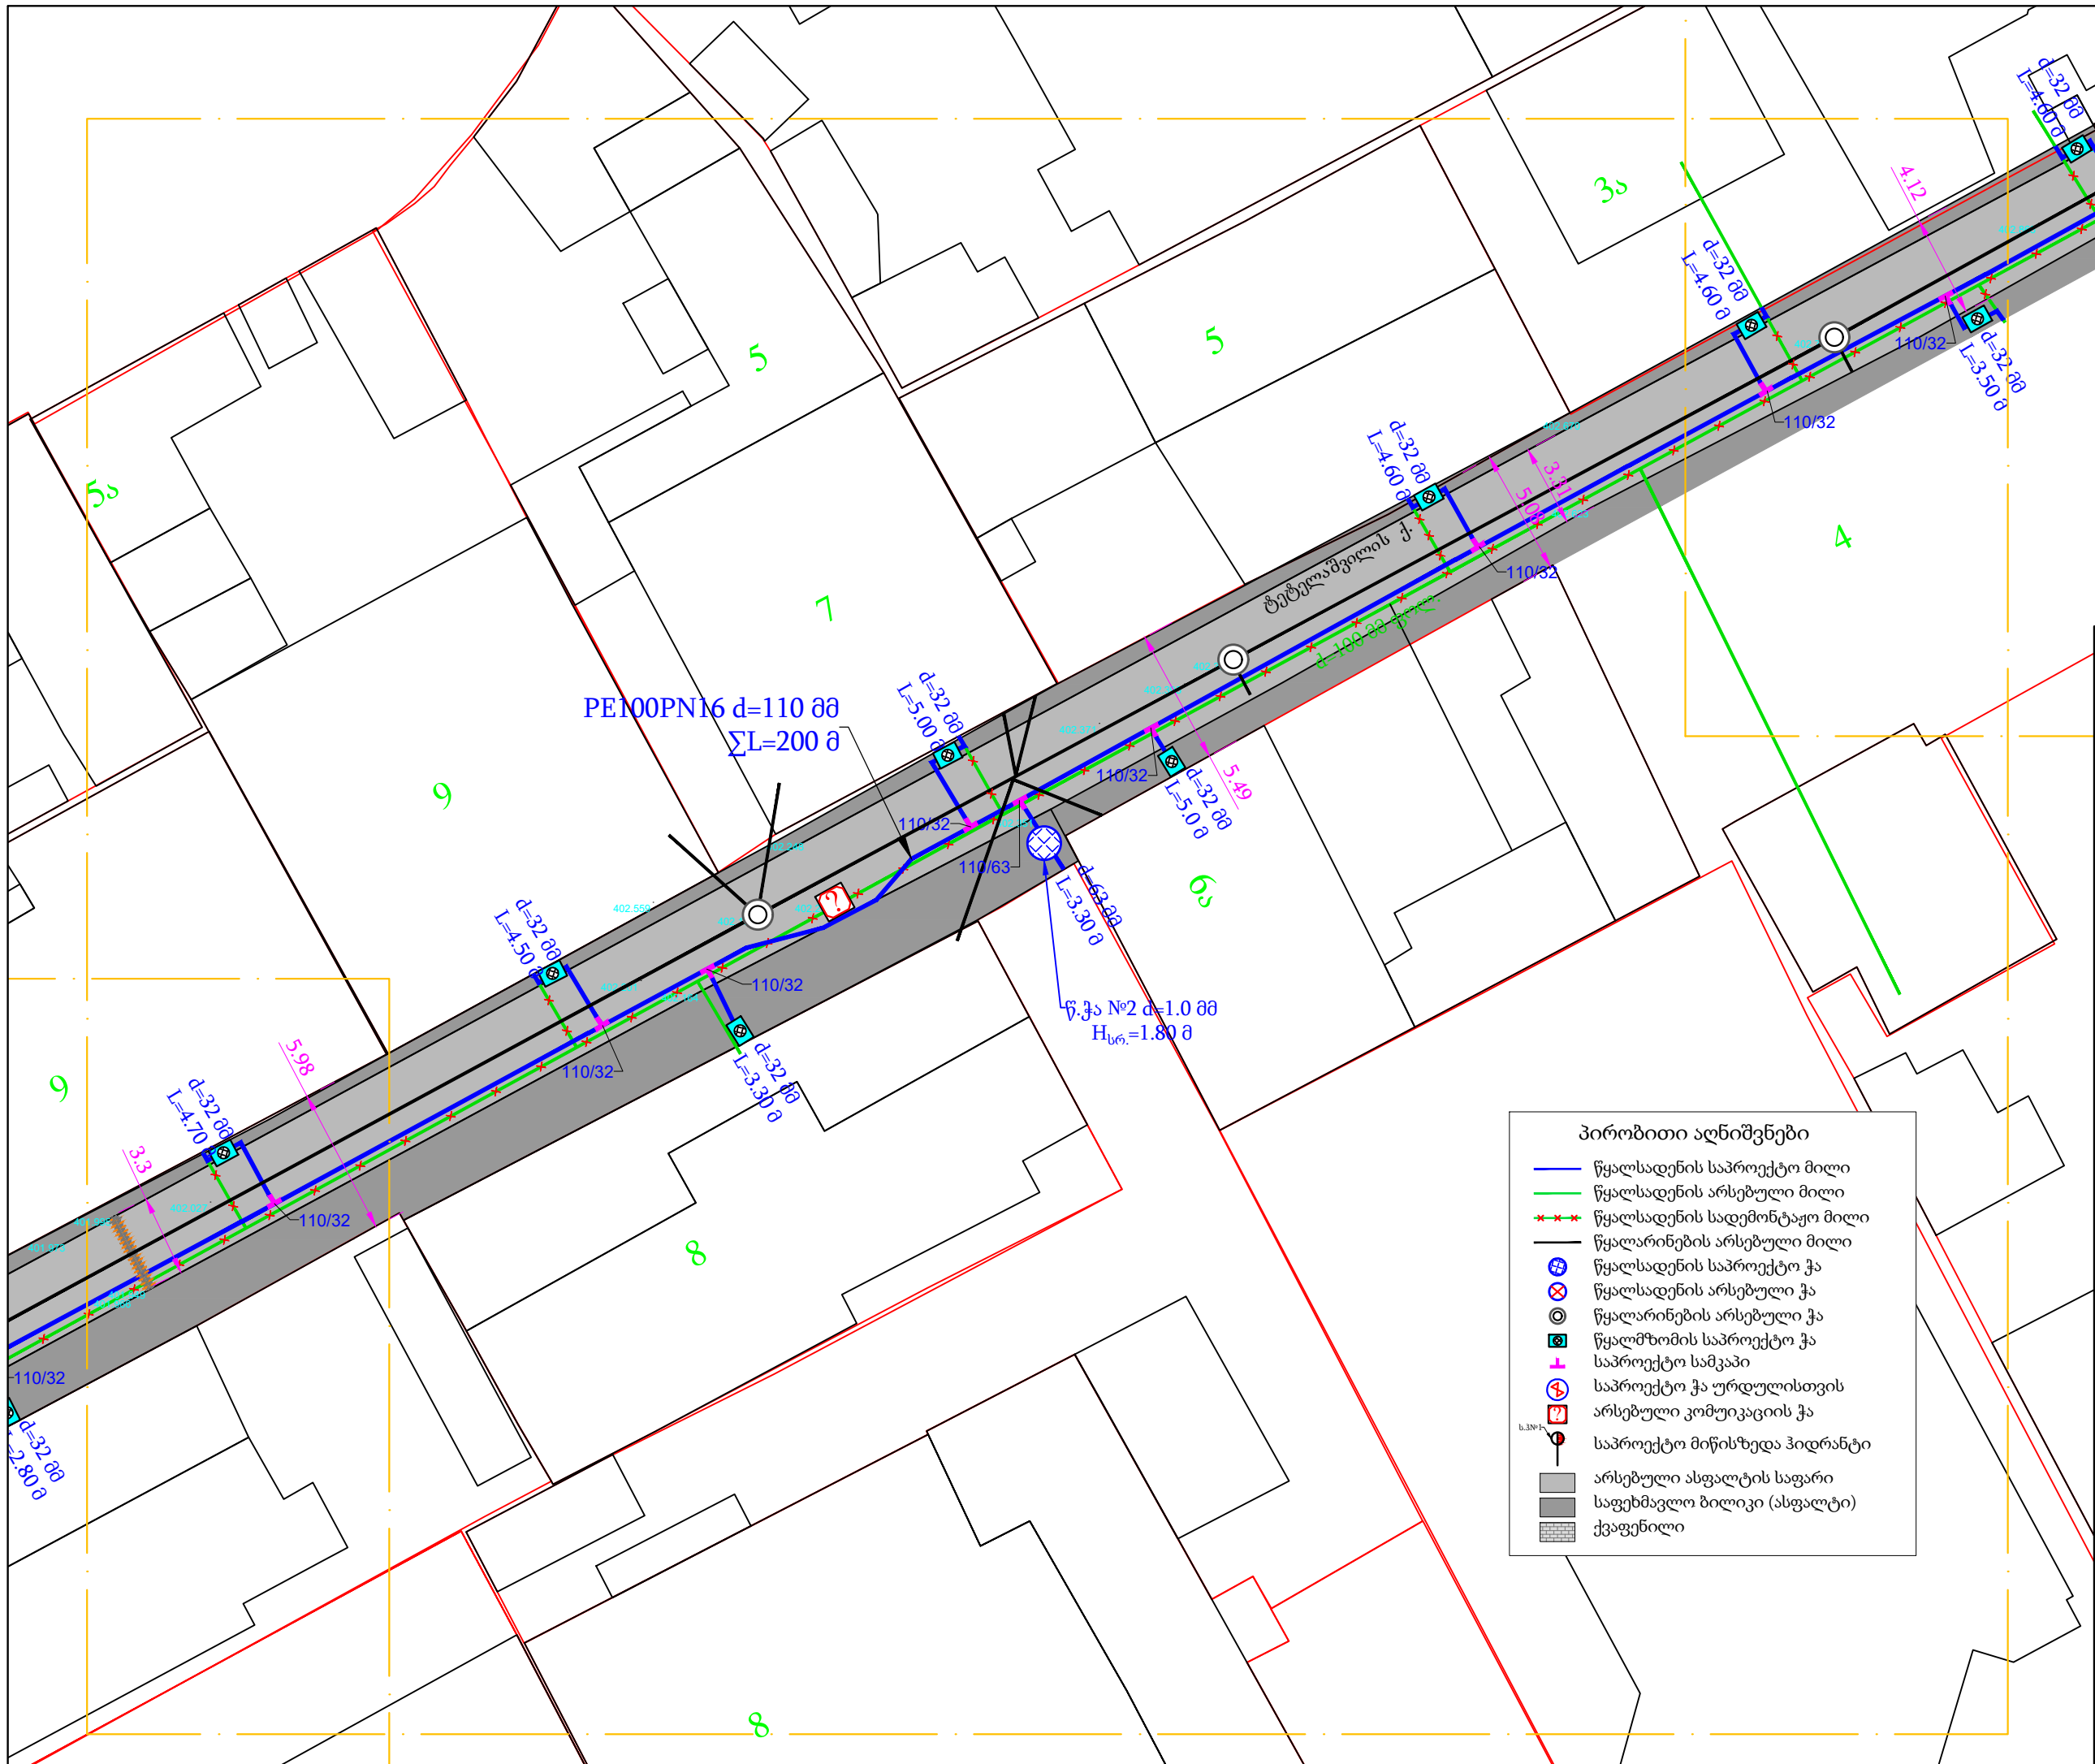 d=32 მმ
L=4.60 მ
3ა
4.12
d=32 მმ
L=4.60 მ
5
5
110/32
d=32 მმ
L=3.50 მ
110/32
d=32 მმ
L=4.60 მ
3.31
5ა
4
ტეტელაშვილის ქ.
110/32
7
d=100 მმ
PE100PN16 d=110 მმ
∑L=200 მ
d=32 მმ
L=5.00 მ
5.49
110/32
d=32 მმ
L=5.0 მ
9
110/32
110/63
6ა
d=63 მმ
L=3.30 მ
402.559
d=32 მმ
L=4.50 მ
110/32
წ.ჭა №2 d=1.0 მმ
Hსრ.=1.80 მ
5.98
110/32
d=32 მმ
L=3.30 მ
9
d=32 მმ
L=4.70
3.3
110/32
8
110/32
d=32 მმ
=2.80 მ
8
პირობითი აღნიშვნები
წყალსადენის საპროექტო მილი
წყალსადენის არსებული მილი
წყალსადენის სადემონტაჟო მილი
წყალარინების არსებული მილი
წყალსადენის საპროექტო ჭა
წყალსადენის არსებული ჭა
წყალარინების არსებული ჭა
წყალმზომის საპროექტო ჭა
საპროექტო სამკაპი
საპროექტო ჭა ურდულისთვის
? არსებული კომუიკაციის ჭა
საპროექტო მიწისზედა ჰიდრანტი
არსებული ასფალტის საფარი
საფეხმავლო ბილიკი (ასფალტი)
ქვაფენილი